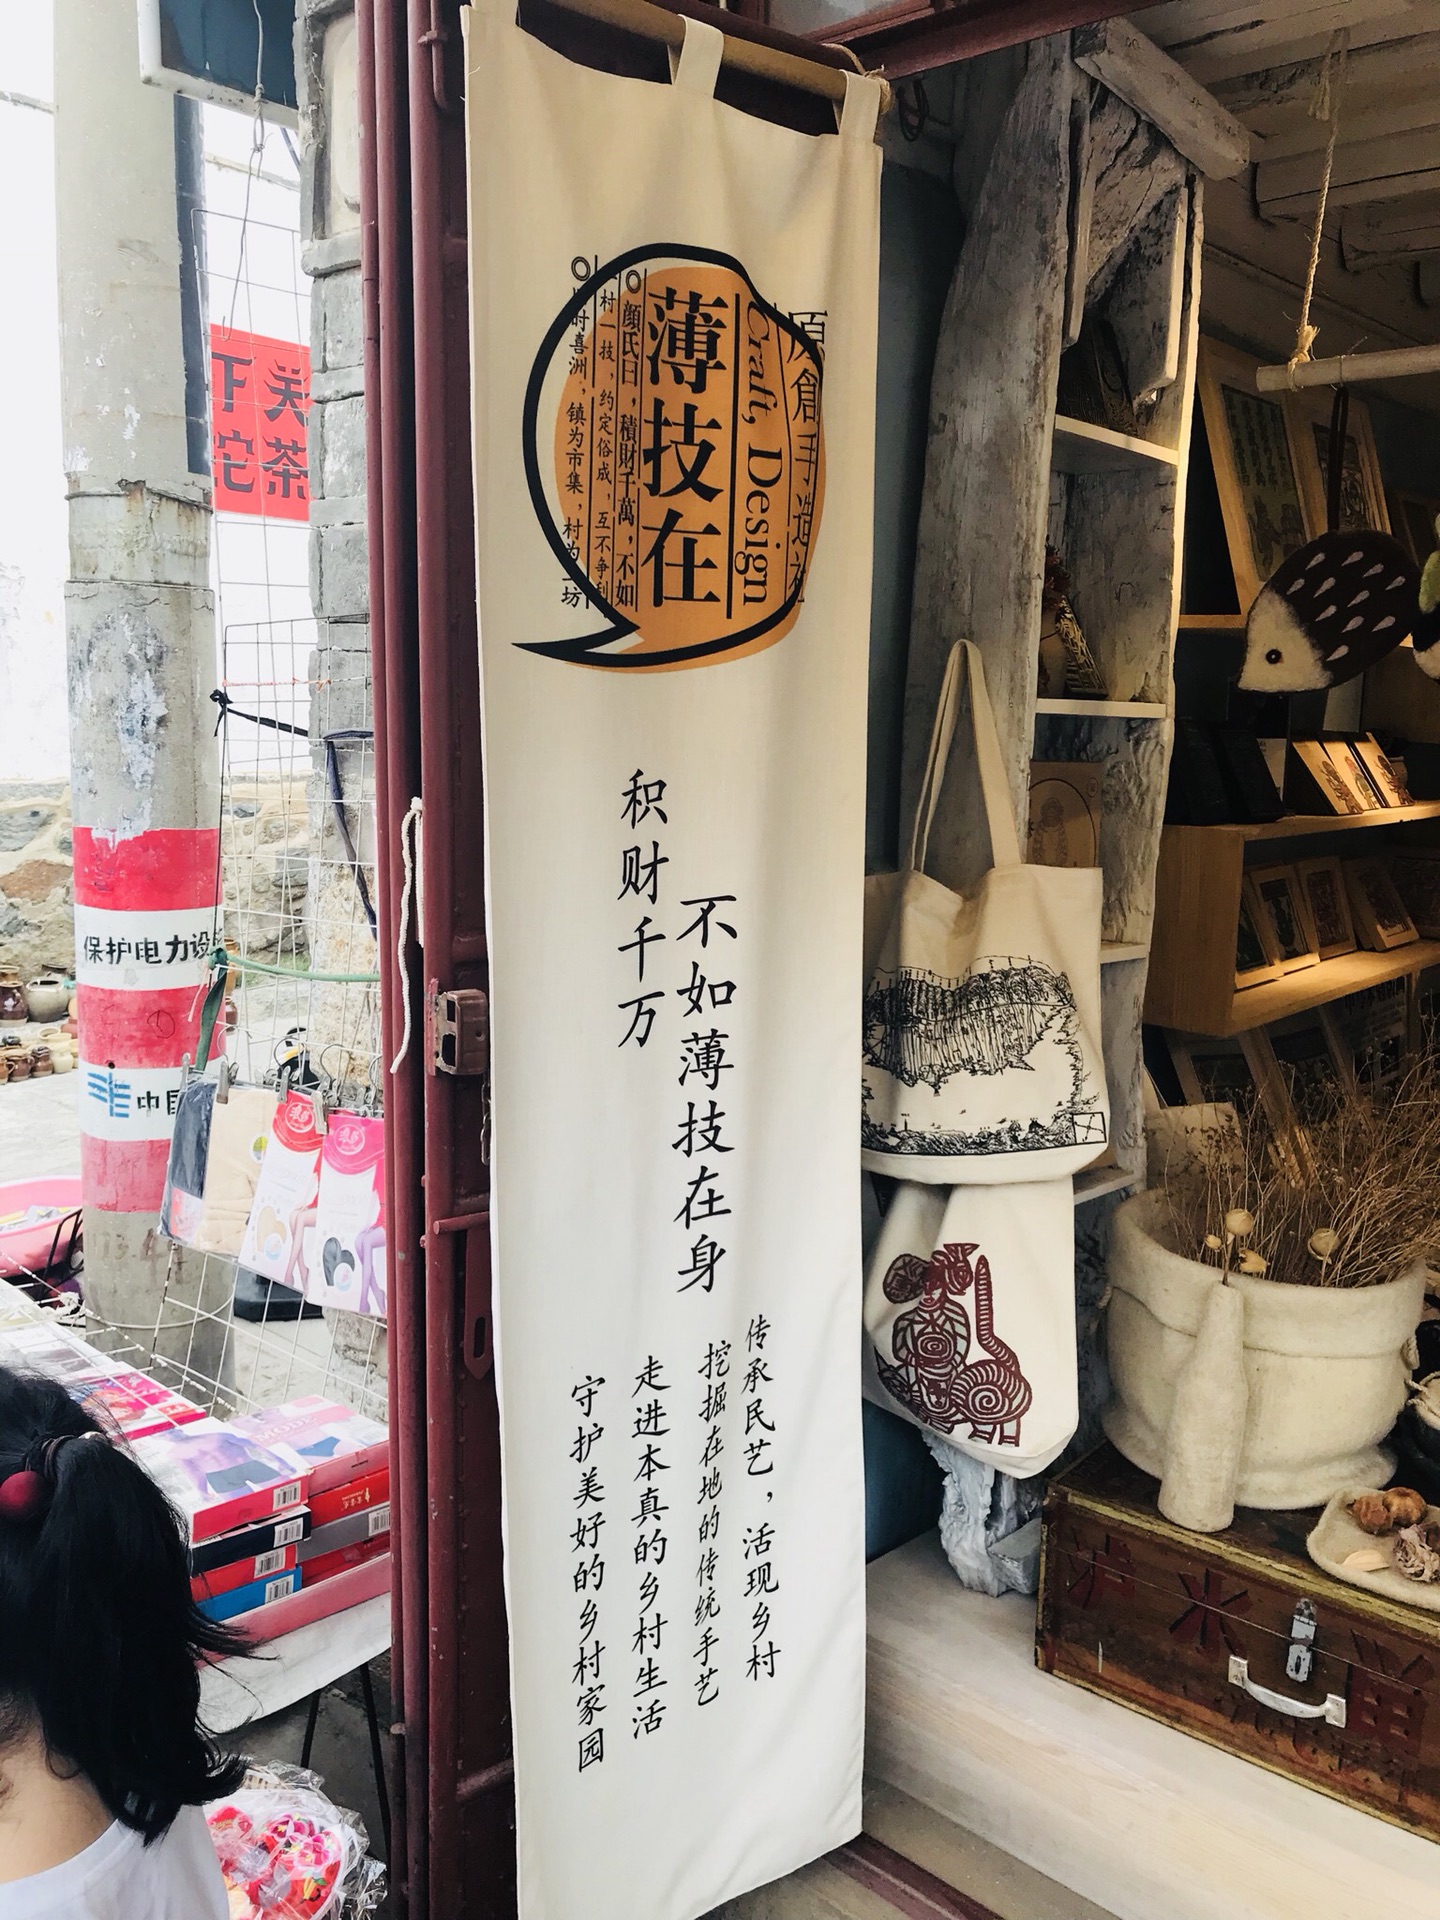 原創手造社
Craft, Design
薄技在
顏氏曰，積財千萬，不如
村一技，约定俗成，互不争利
时喜洲，镇为市集，村为工坊
积财千万
不如薄技在身
传承民艺，活现乡村
挖掘在地的传统手艺
走进本真的乡村生活
守护美好的乡村家园
下关
沱茶
保护电力设
中国